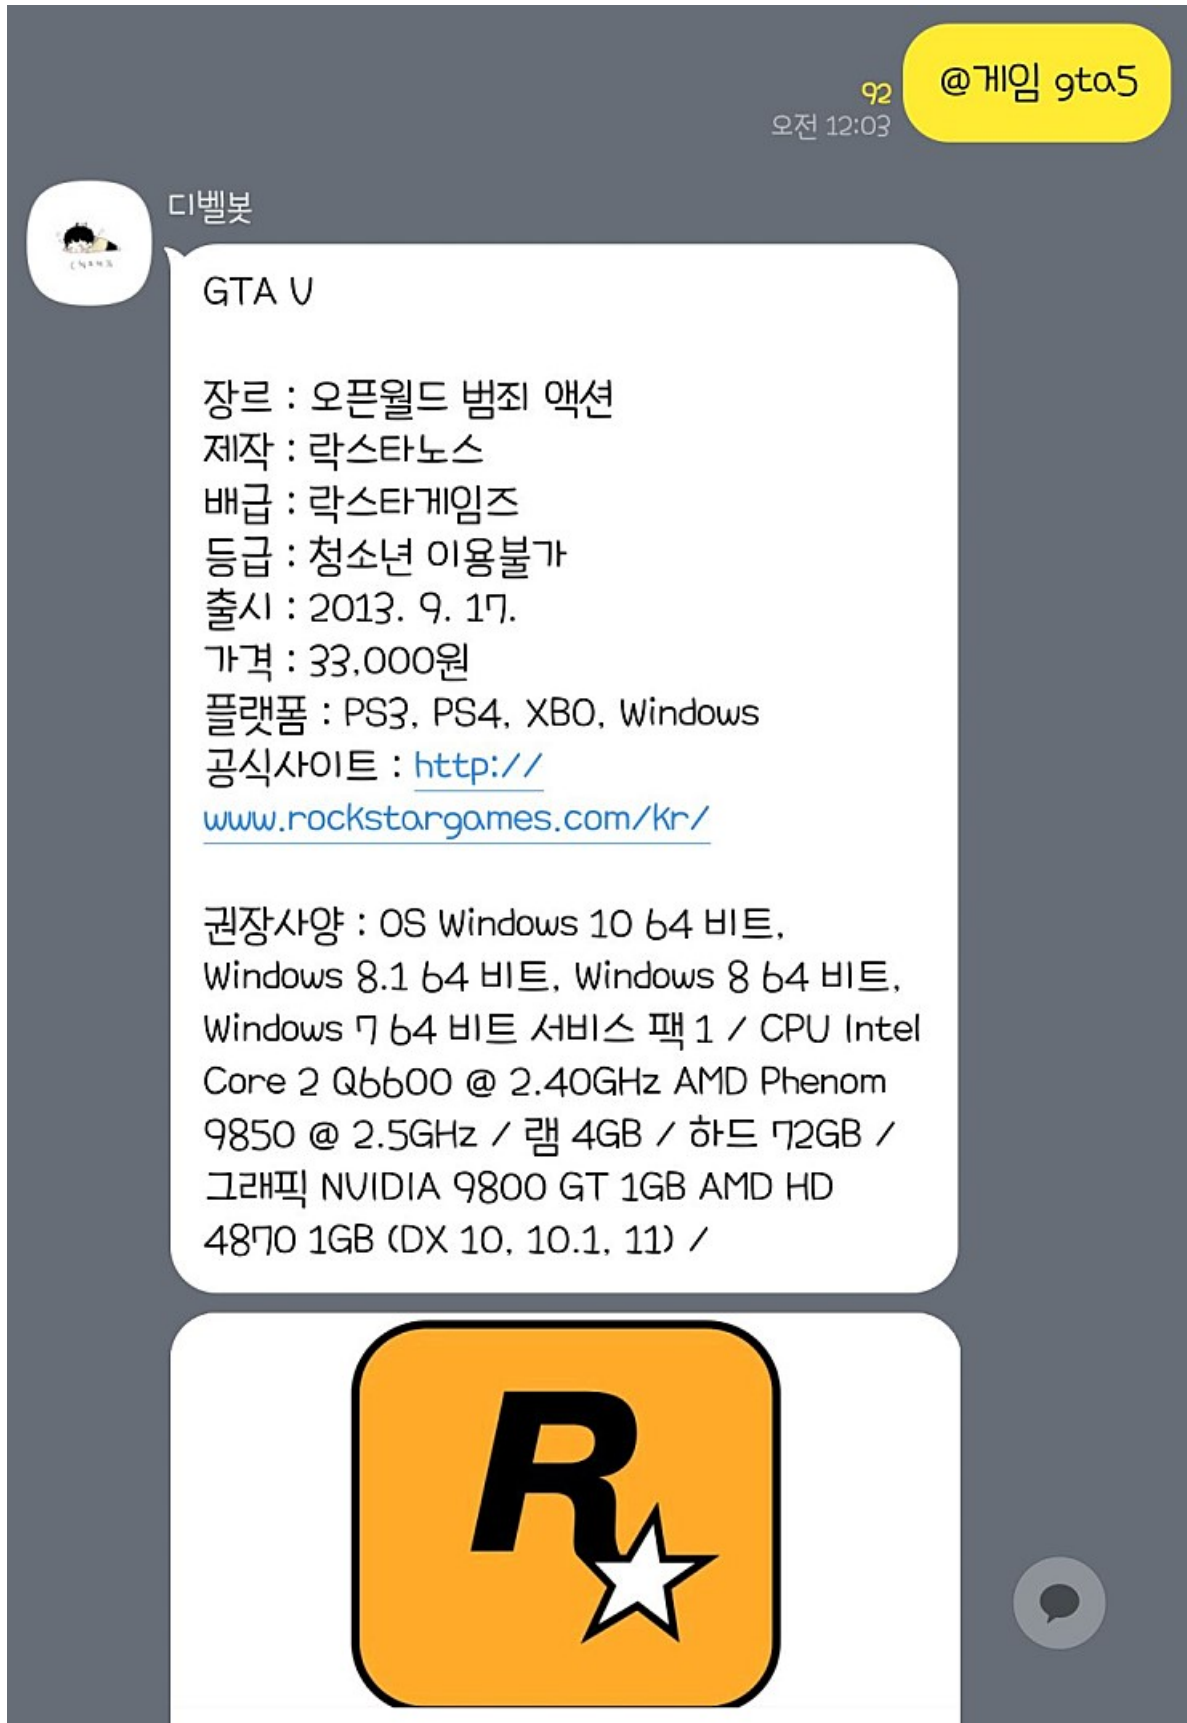 @게임 gta5
92
오전 12:03
디벨봇
GTA V
장르 : 오픈월드 범죄 액션
제작 : 락스타노스
배급 : 락스타게임즈
등급 : 청소년 이용불가
출시 : 2013. 9. 17.
가격 : 33,000원
플랫폼 : PS3, PS4, XBO, Windows
공식사이트 : http://
www.rockstargames.com/kr/
권장사양 : OS Windows 10 64 비트,
Windows 8.1 64 비트, Windows 8 64 비트,
Windows 7 64 비트 서비스 팩 1 / CPU Intel
Core 2 Q6600 @ 2.40GHz AMD Phenom
9850 @ 2.5GHz / 램 4GB / 하드 72GB /
그래픽 NVIDIA 9800 GT 1GB AMD HD
4870 1GB (DX 10, 10.1, 11) /
R